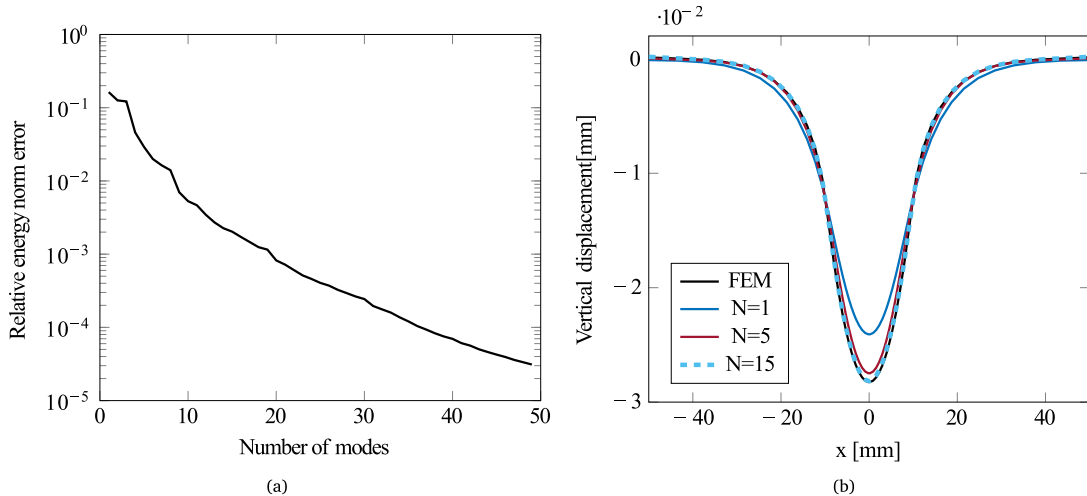 10^0
10^−1
10^−2
10^−3
10^−4
10^−5
Relative energy norm error
0 10 20 30 40 50
Number of modes
(a)
·10^−2
0
−1
−2
−3
Vertical displacement[mm]
FEM
N=1
N=5
N=15
−40 −20 0 20 40
x [mm]
(b)